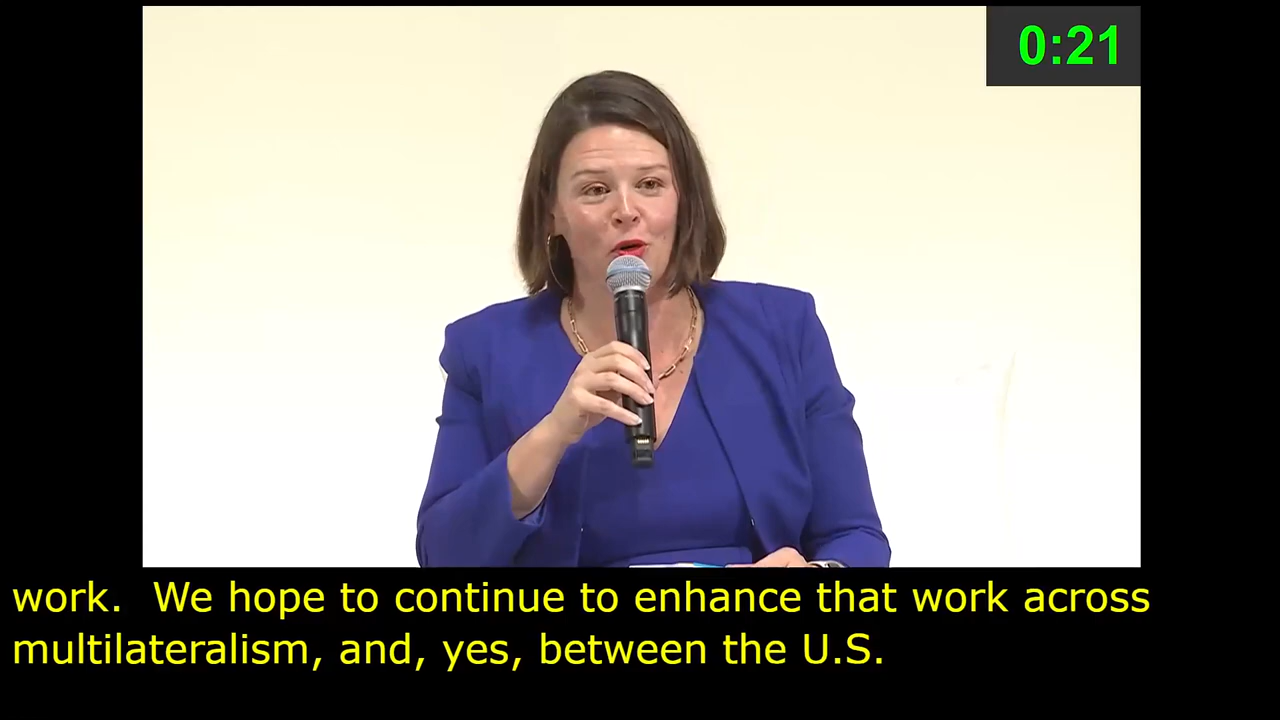 0:21
work.  We hope to continue to enhance that work across
multilateralism, and, yes, between the U.S.